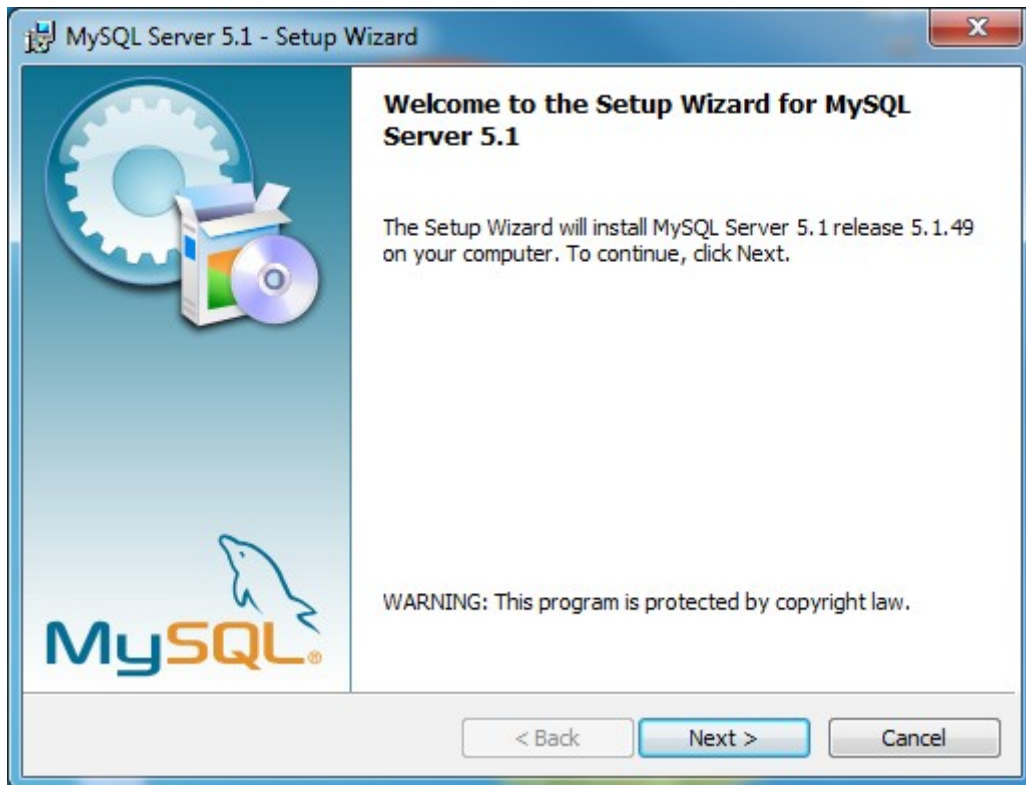 MySQL Server 5.1 - Setup Wizard
Welcome to the Setup Wizard for MySQL
Server 5.1
The Setup Wizard will install MySQL Server 5.1 release 5.1.49
on your computer. To continue, click Next.
WARNING: This program is protected by copyright law.
MySQL®
< Back
Next >
Cancel